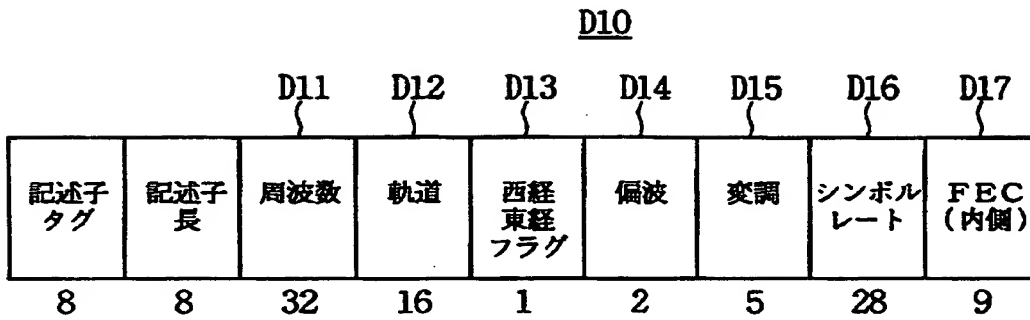 D10
D11 D12 D13 D14 D15 D16 D17
記述子タグ 記述子長 周波数 軌道 西経東経フラグ 偏波 変調 シンボルレート FEC(内側)
8 8 32 16 1 2 5 28 9